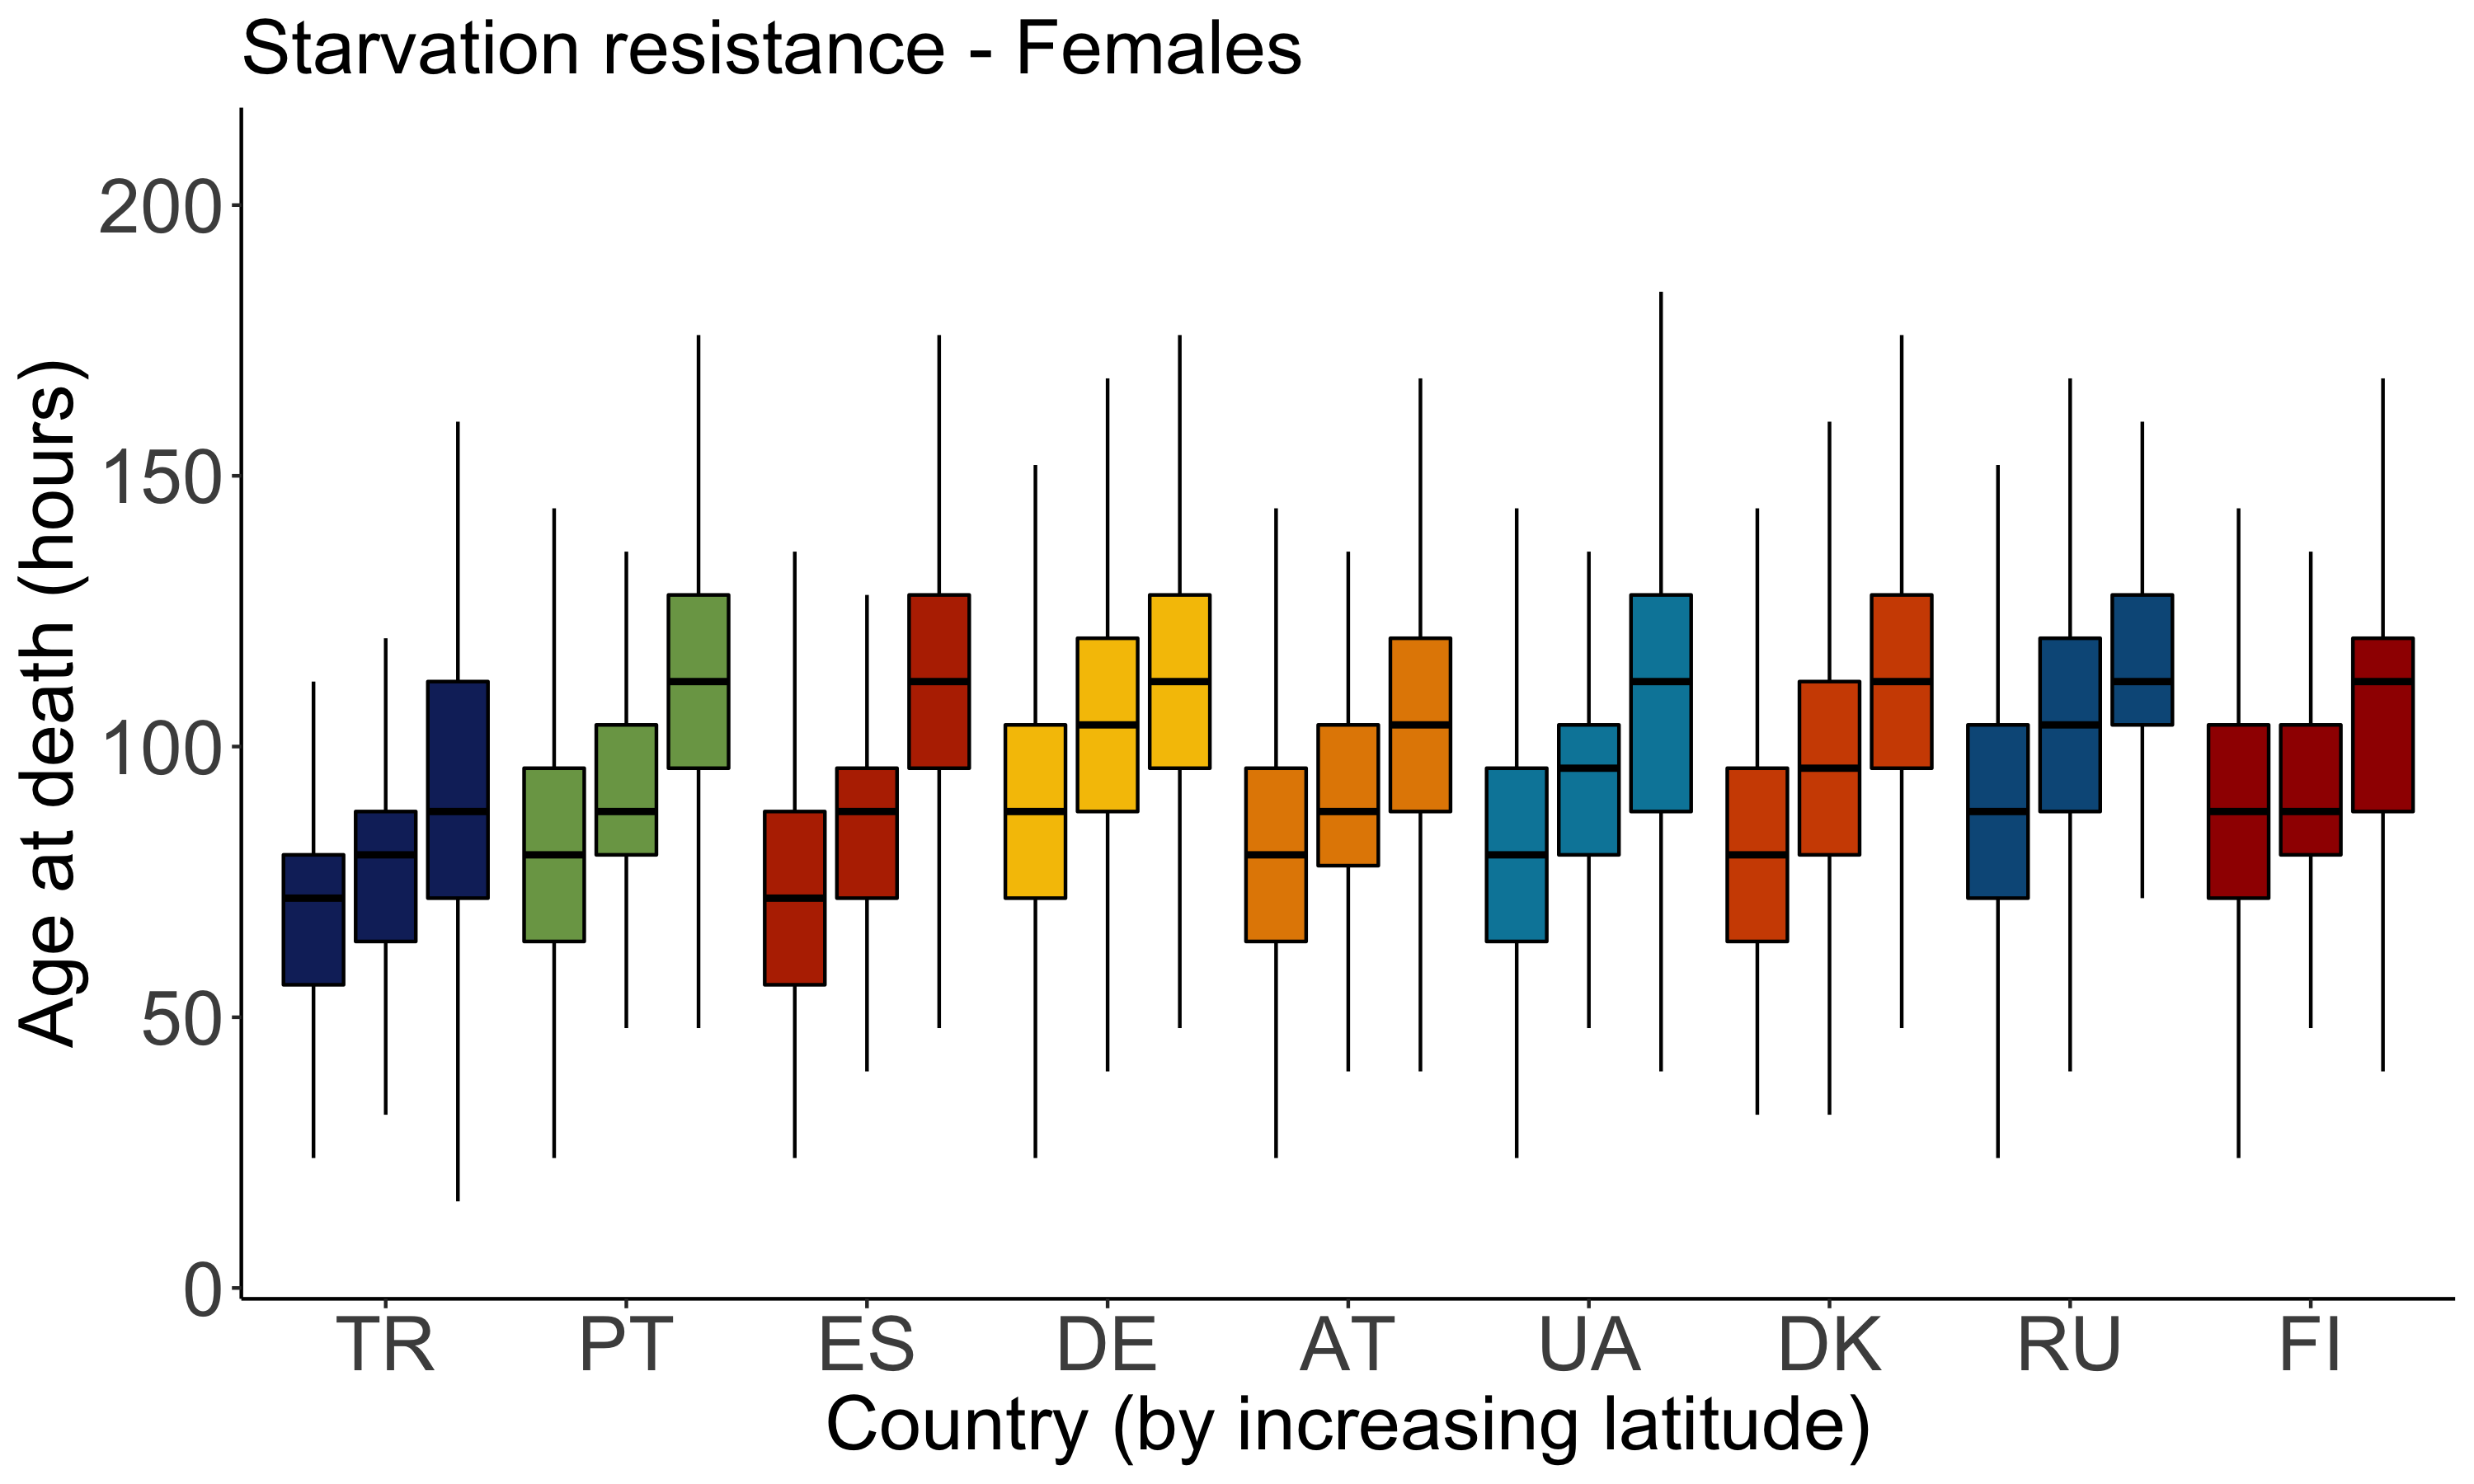 Starvation resistance - Females
Age at death (hours)
200
150
100
50
0
TR PT ES DE AT UA DK RU FI
Country (by increasing latitude)